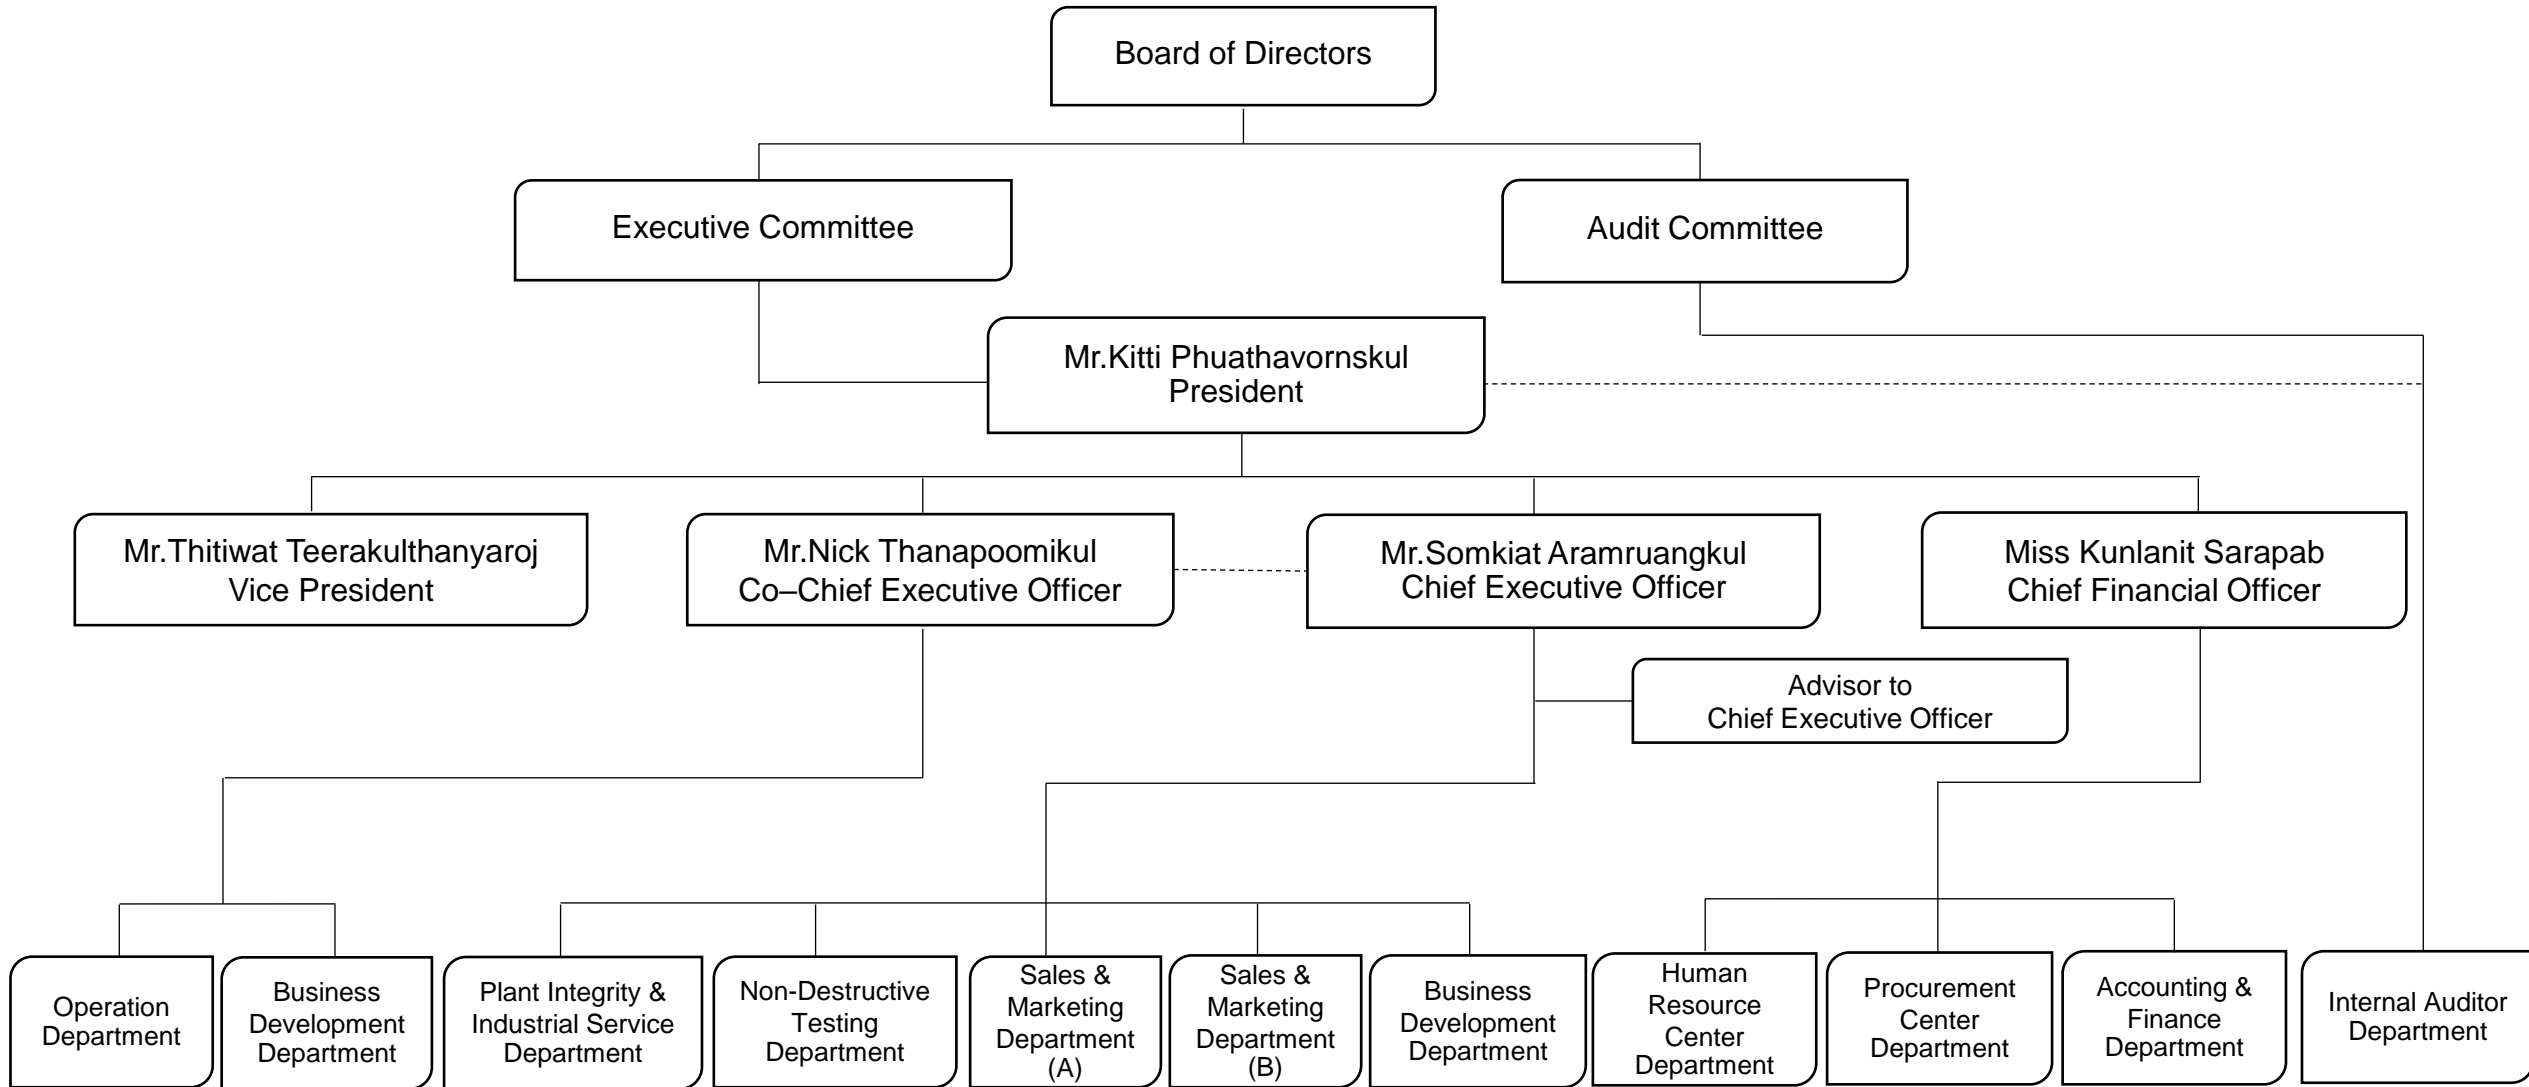 Board of Directors
Executive Committee
Audit Committee
Mr.Kitti Phuathavornskul
President
Mr.Thitiwat Teerakulthanyaroj
Vice President
Mr.Nick Thanapoomikul
Co–Chief Executive Officer
Mr.Somkiat Aramruangkul
Chief Executive Officer
Miss Kunlanit Sarapab
Chief Financial Officer
Advisor to
Chief Executive Officer
Operation
Department
Business
Development
Department
Plant Integrity &
Industrial Service
Department
Non-Destructive
Testing
Department
Sales &
Marketing
Department
(A)
Sales &
Marketing
Department
(B)
Business
Development
Department
Human
Resource
Center
Department
Procurement
Center
Department
Accounting &
Finance
Department
Internal Auditor
Department